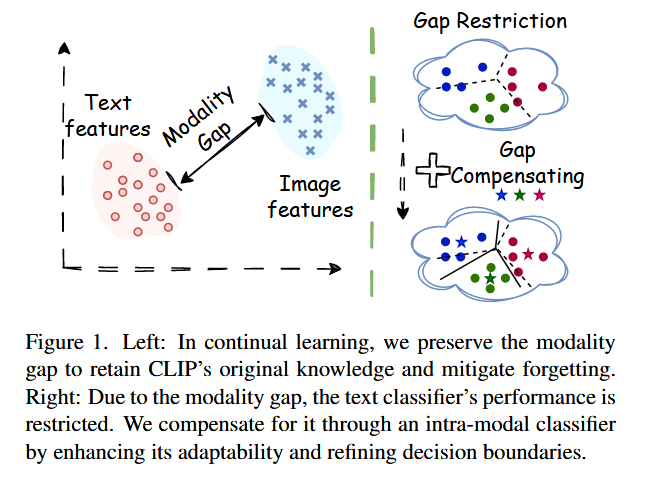 Gap Restriction
Text
features
Modality
Gap
Image
features
Gap
Compensating
Figure 1. Left: In continual learning, we preserve the modality
gap to retain CLIP's original knowledge and mitigate forgetting.
Right: Due to the modality gap, the text classifier's performance is
restricted. We compensate for it through an intra-modal classifier
by enhancing its adaptability and refining decision boundaries.